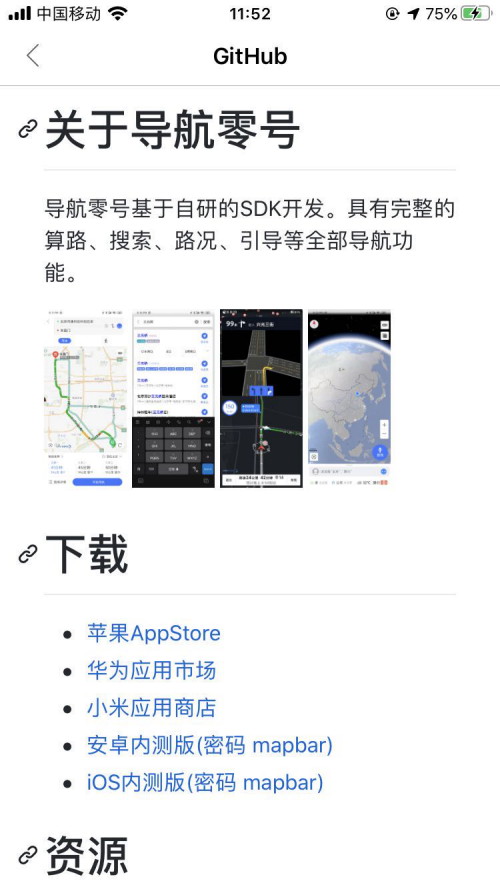 中国移动
11:52
75%
GitHub
关于导航零号
导航零号基于自研的SDK开发。具有完整的
算路、搜索、路况、引导等全部导航功
能。
下载
苹果AppStore
华为应用市场
小米应用商店
安卓内测版(密码 mapbar)
iOS内测版(密码 mapbar)
资源